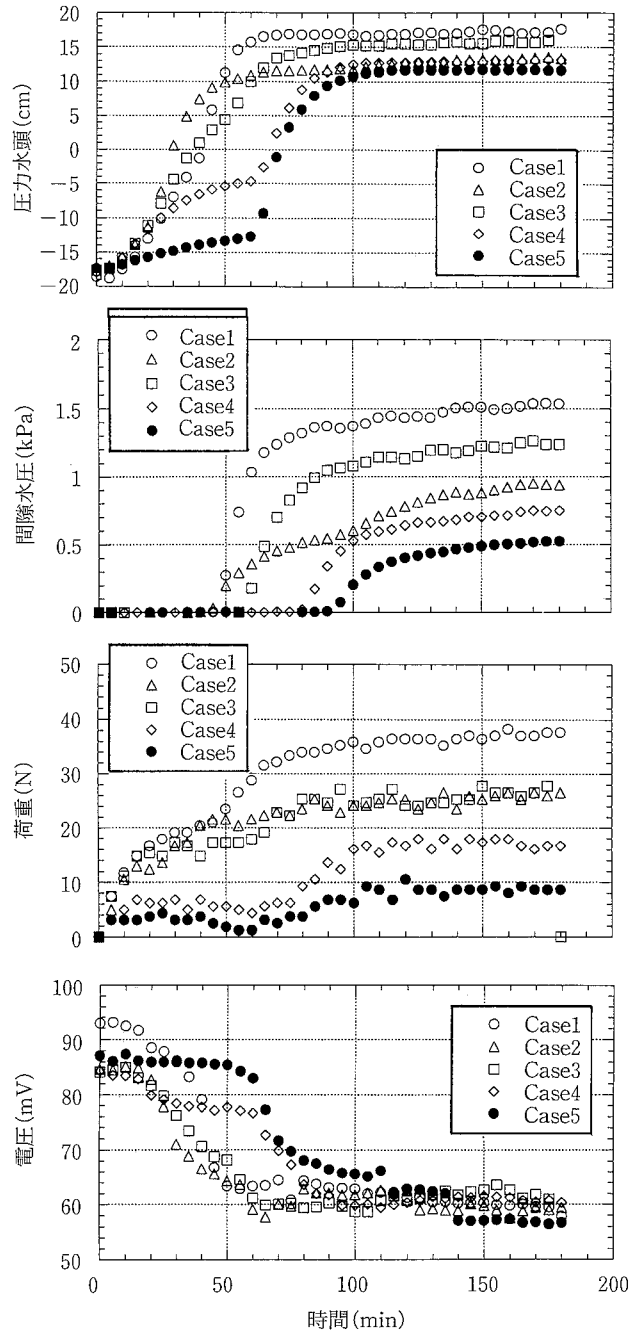 圧力水頭(cm)
20
15
10
5
0
−5
−10
−15
−20
Case1
Case2
Case3
Case4
Case5
間隙水圧(kPa)
2
1.5
1
0.5
0
Case1
Case2
Case3
Case4
Case5
荷重(N)
50
40
30
20
10
0
Case1
Case2
Case3
Case4
Case5
電圧(mV)
100
90
80
70
60
50
Case1
Case2
Case3
Case4
Case5
0
50
100
150
200
時間(min)